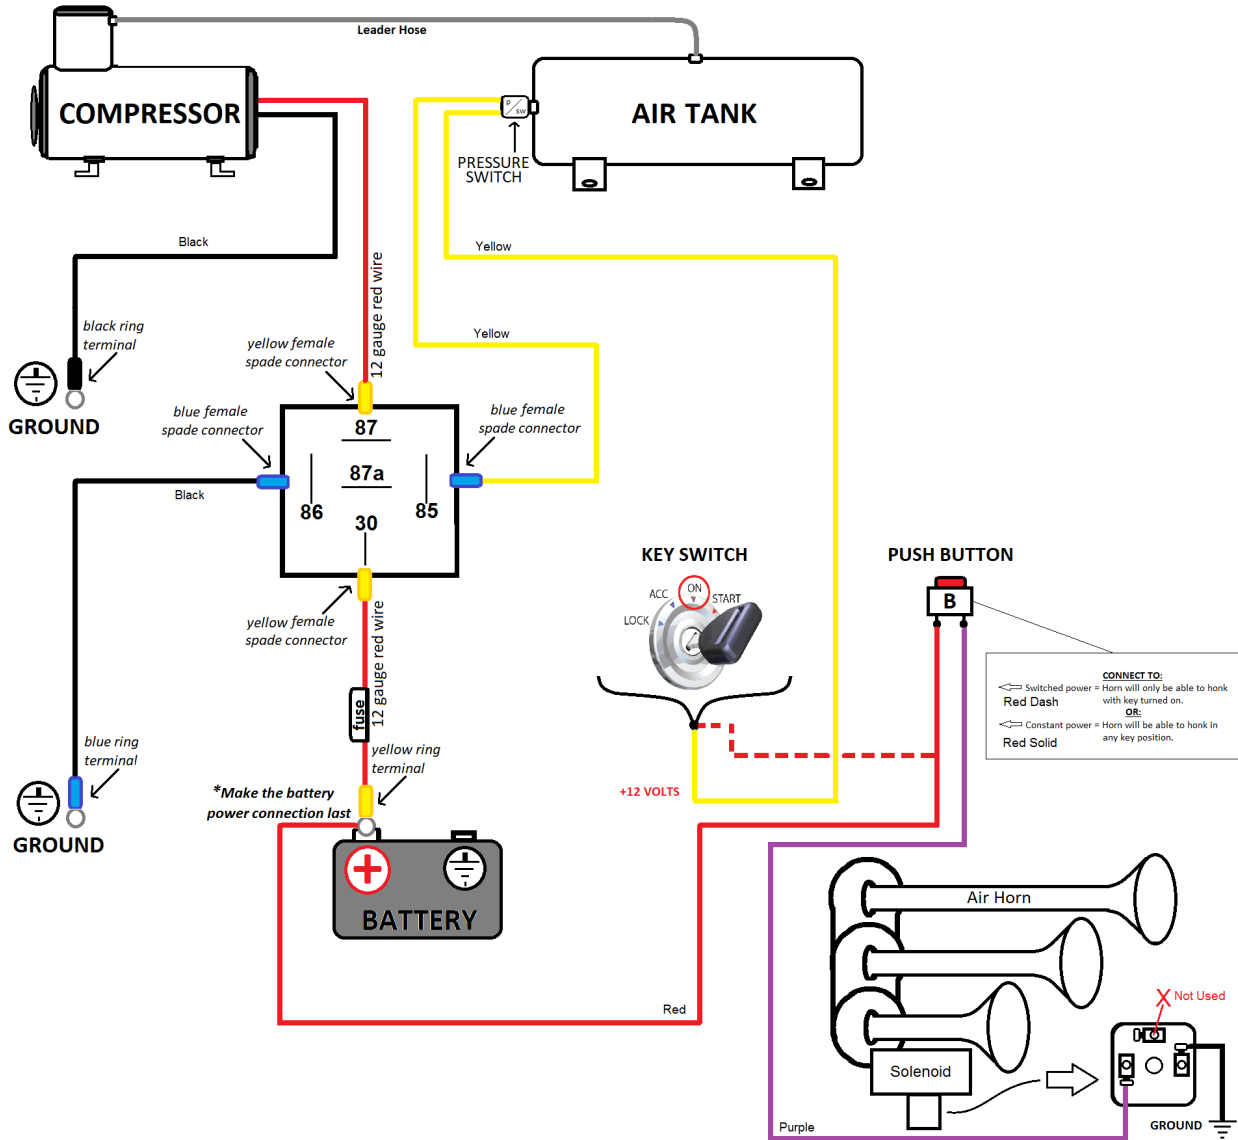 Leader Hose
COMPRESSOR
AIR TANK
P
SW
PRESSURE
SWITCH
Black
Yellow
12 gauge red wire
black ring
terminal
yellow female
spade connector
Yellow
GROUND
blue female
spade connector
blue female
spade connector
87
87a
86
85
30
Black
KEY SWITCH
PUSH BUTTON
ACC
ON
START
LOCK
B
yellow female
spade connector
12 gauge red wire
fuse
CONNECT TO:
Switched power = Horn will only be able to honk
with key turned on.
Red Dash
OR:
Constant power = Horn will be able to honk in
any key position.
Red Solid
blue ring
terminal
yellow ring
terminal
*Make the battery
power connection last
+12 VOLTS
GROUND
+
BATTERY
Air Horn
Red
X Not Used
Solenoid
GROUND
Purple